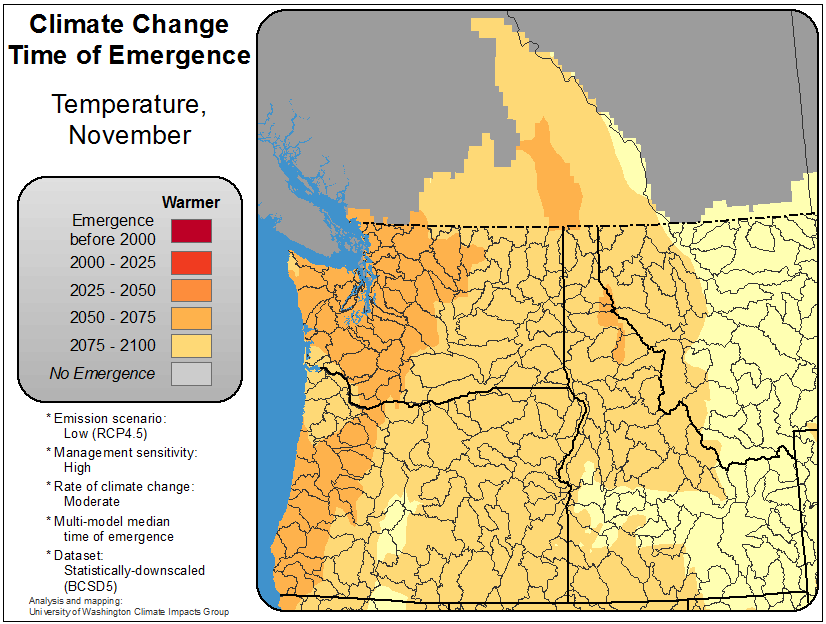 Climate Change
Time of Emergence
Temperature,
November
Warmer
Emergence
before 2000
2000 - 2025
2025 - 2050
2050 - 2075
2075 - 2100
No Emergence
* Emission scenario:
Low (RCP4.5)
* Management sensitivity:
High
* Rate of climate change:
Moderate
* Multi-model median
time of emergence
* Dataset:
Statistically-downscaled
(BCSD5)
Analysis and mapping:
University of Washington Climate Impacts Group